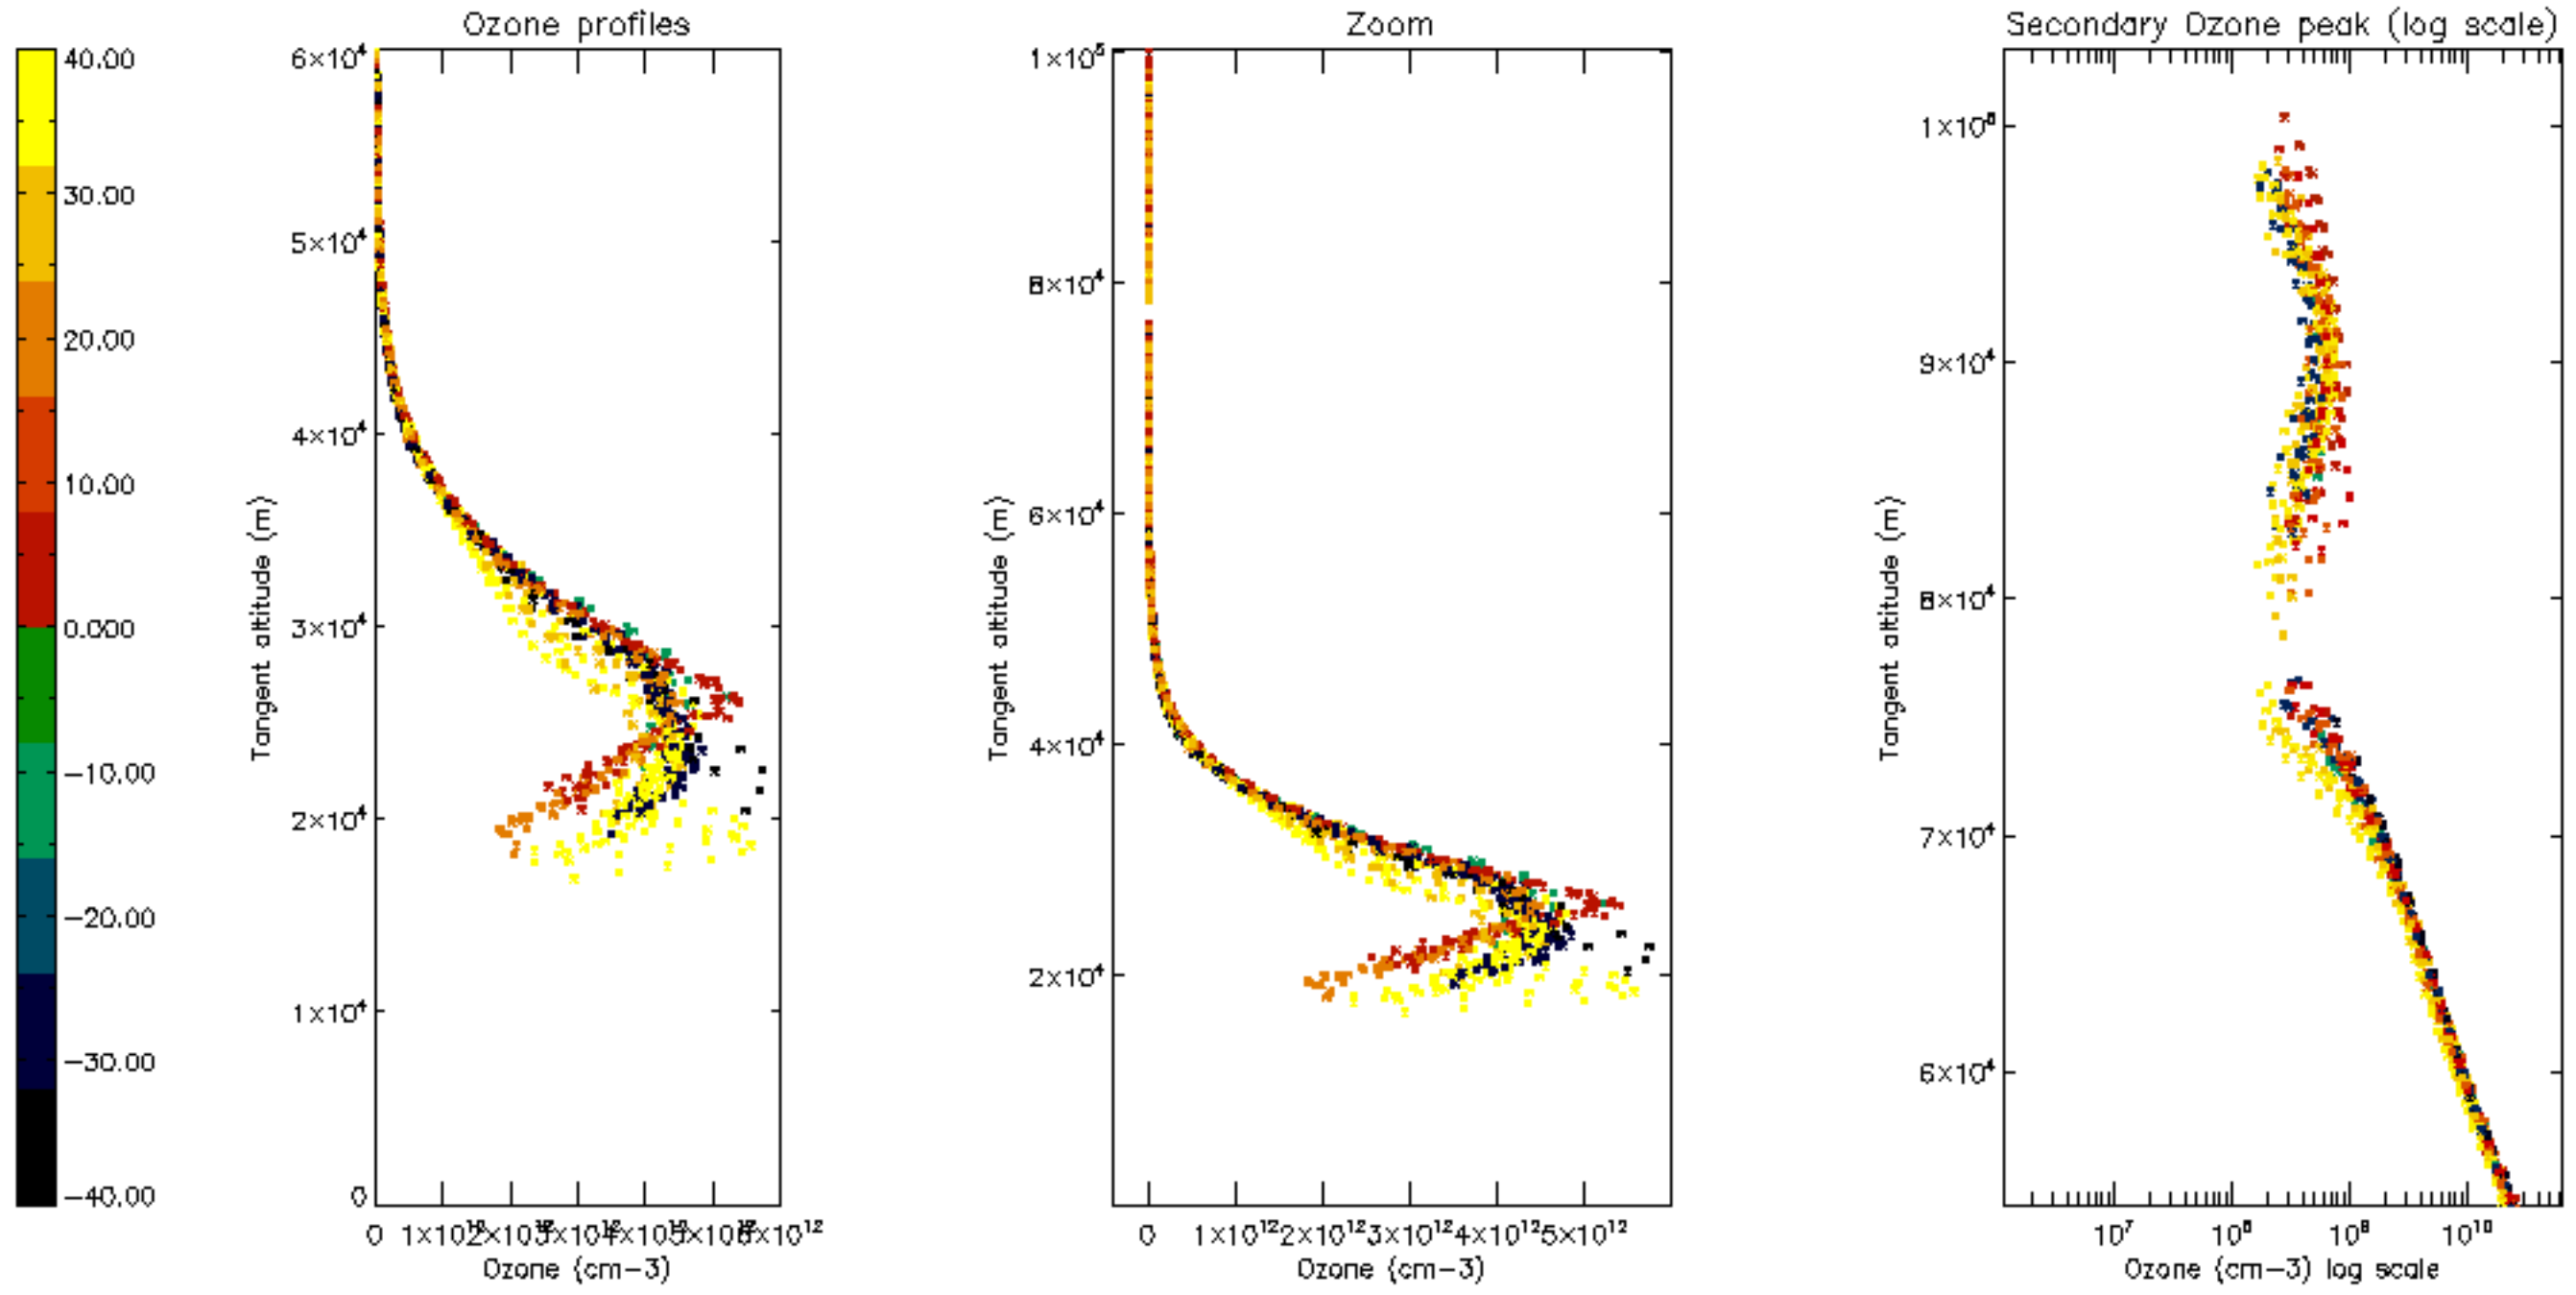 40.00
30.00
20.00
10.00
0.000
−10.00
−20.00
−30.00
−40.00
Ozone profiles
6×10⁴
5×10⁴
4×10⁴
3×10⁴
2×10⁴
1×10⁴
0
Tangent altitude (m)
0
Ozone (cm−3)
Zoom
1×10⁵
8×10⁴
6×10⁴
4×10⁴
2×10⁴
Tangent altitude (m)
0 1×10¹² 2×10¹² 3×10¹² 4×10¹² 5×10¹²
Ozone (cm−3)
Secondary Ozone peak (log scale)
1×10⁵
9×10⁴
8×10⁴
7×10⁴
6×10⁴
Tangent altitude (m)
10⁷ 10⁸ 10⁹ 10¹⁰
Ozone (cm−3) log scale